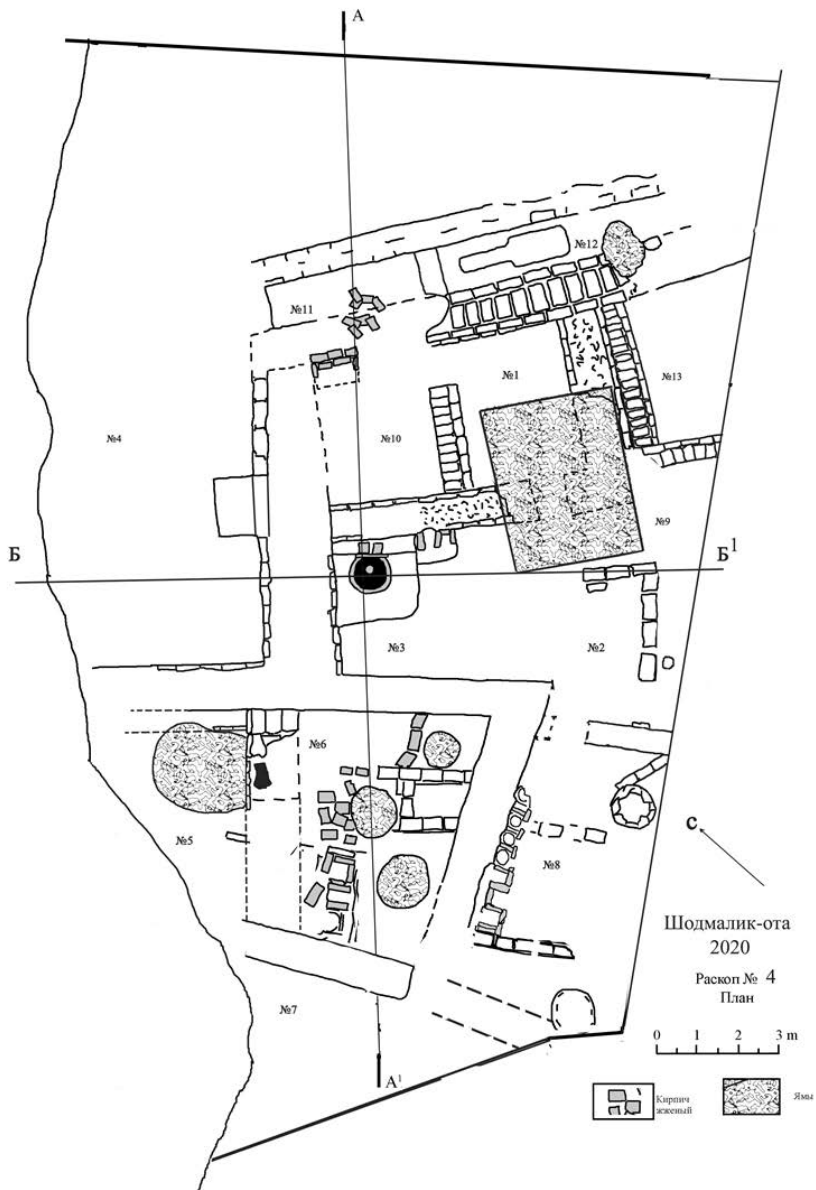 А
№12
№11
№1
№13
№4
№10
№9
Б
Б1
№3
№2
№6
№5
№8
С
Шодмалик-ота
2020
Раскоп № 4
План
№7
0 1 2 3 m
А1
Кирпич
жженый
Ямы